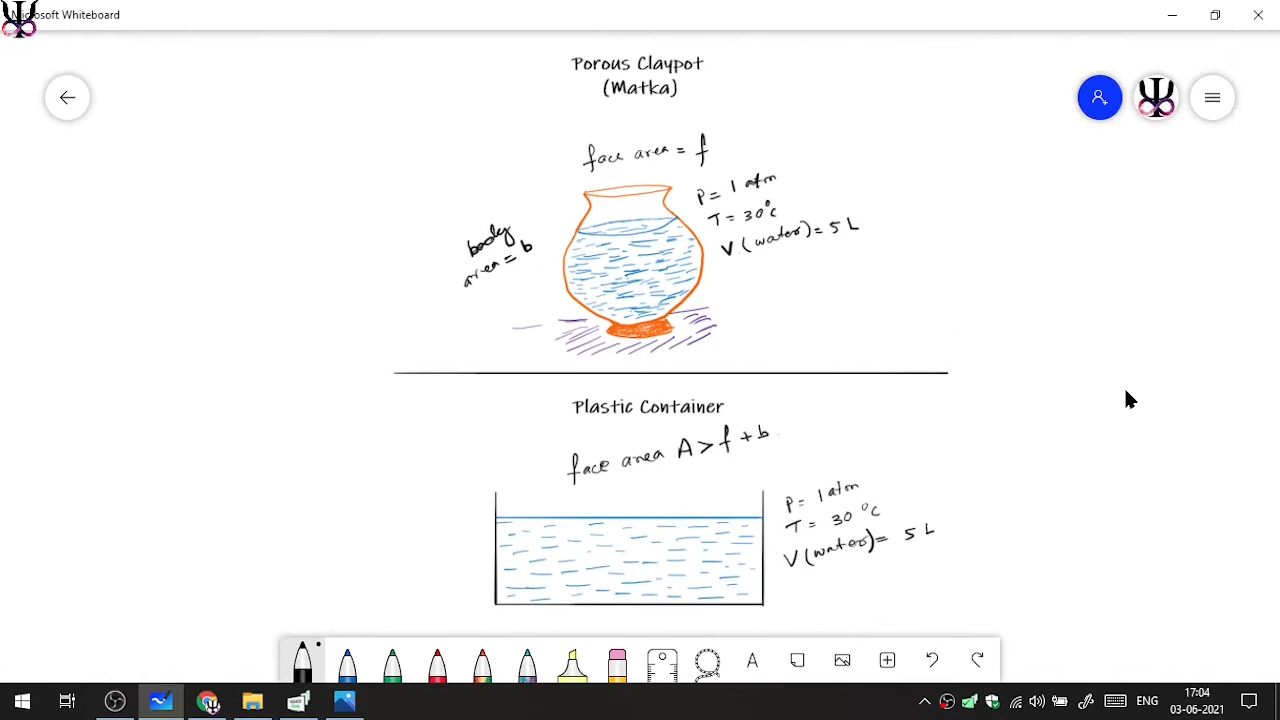 Microsoft Whiteboard
Porous Claypot
(Matka)
face area = f
P = 1 atm
T = 30°C
V (water) = 5 L
body
area = b
Plastic Container
face area A > f + b
P = 1 atm
T = 30 °C
V (water) = 5 L
A
ENG
17:04
03-06-2021